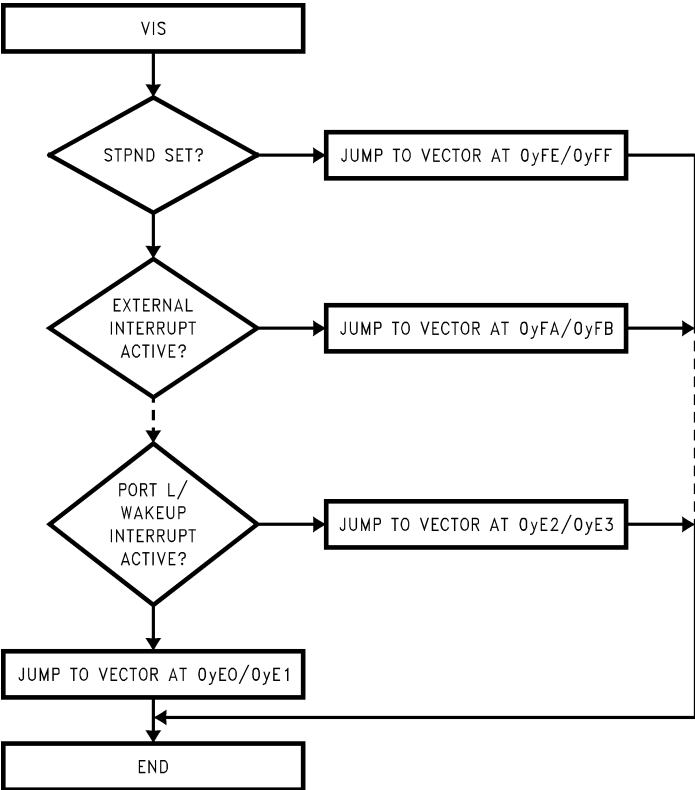 VIS
STPND SET?
JUMP TO VECTOR AT 0yFE/0yFF
EXTERNAL
INTERRUPT
ACTIVE?
JUMP TO VECTOR AT 0yFA/0yFB
PORT L/
WAKEUP
INTERRUPT
ACTIVE?
JUMP TO VECTOR AT 0yE2/0yE3
JUMP TO VECTOR AT 0yE0/0yE1
END